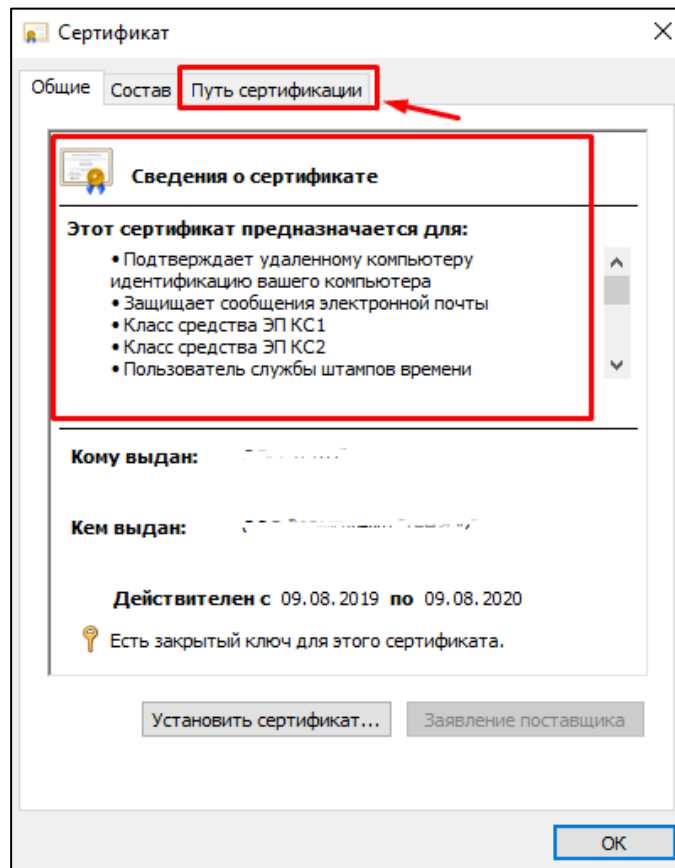 Сертификат
Общие Состав Путь сертификации
Сведения о сертификате
Этот сертификат предназначается для:
• Подтверждает удаленному компьютеру
идентификацию вашего компьютера
• Защищает сообщения электронной почты
• Класс средства ЭП КС1
• Класс средства ЭП КС2
• Пользователь службы штампов времени
Кому выдан:
Кем выдан:
Действителен с 09.08.2019 по 09.08.2020
Есть закрытый ключ для этого сертификата.
Установить сертификат... Заявление поставщика
ОК